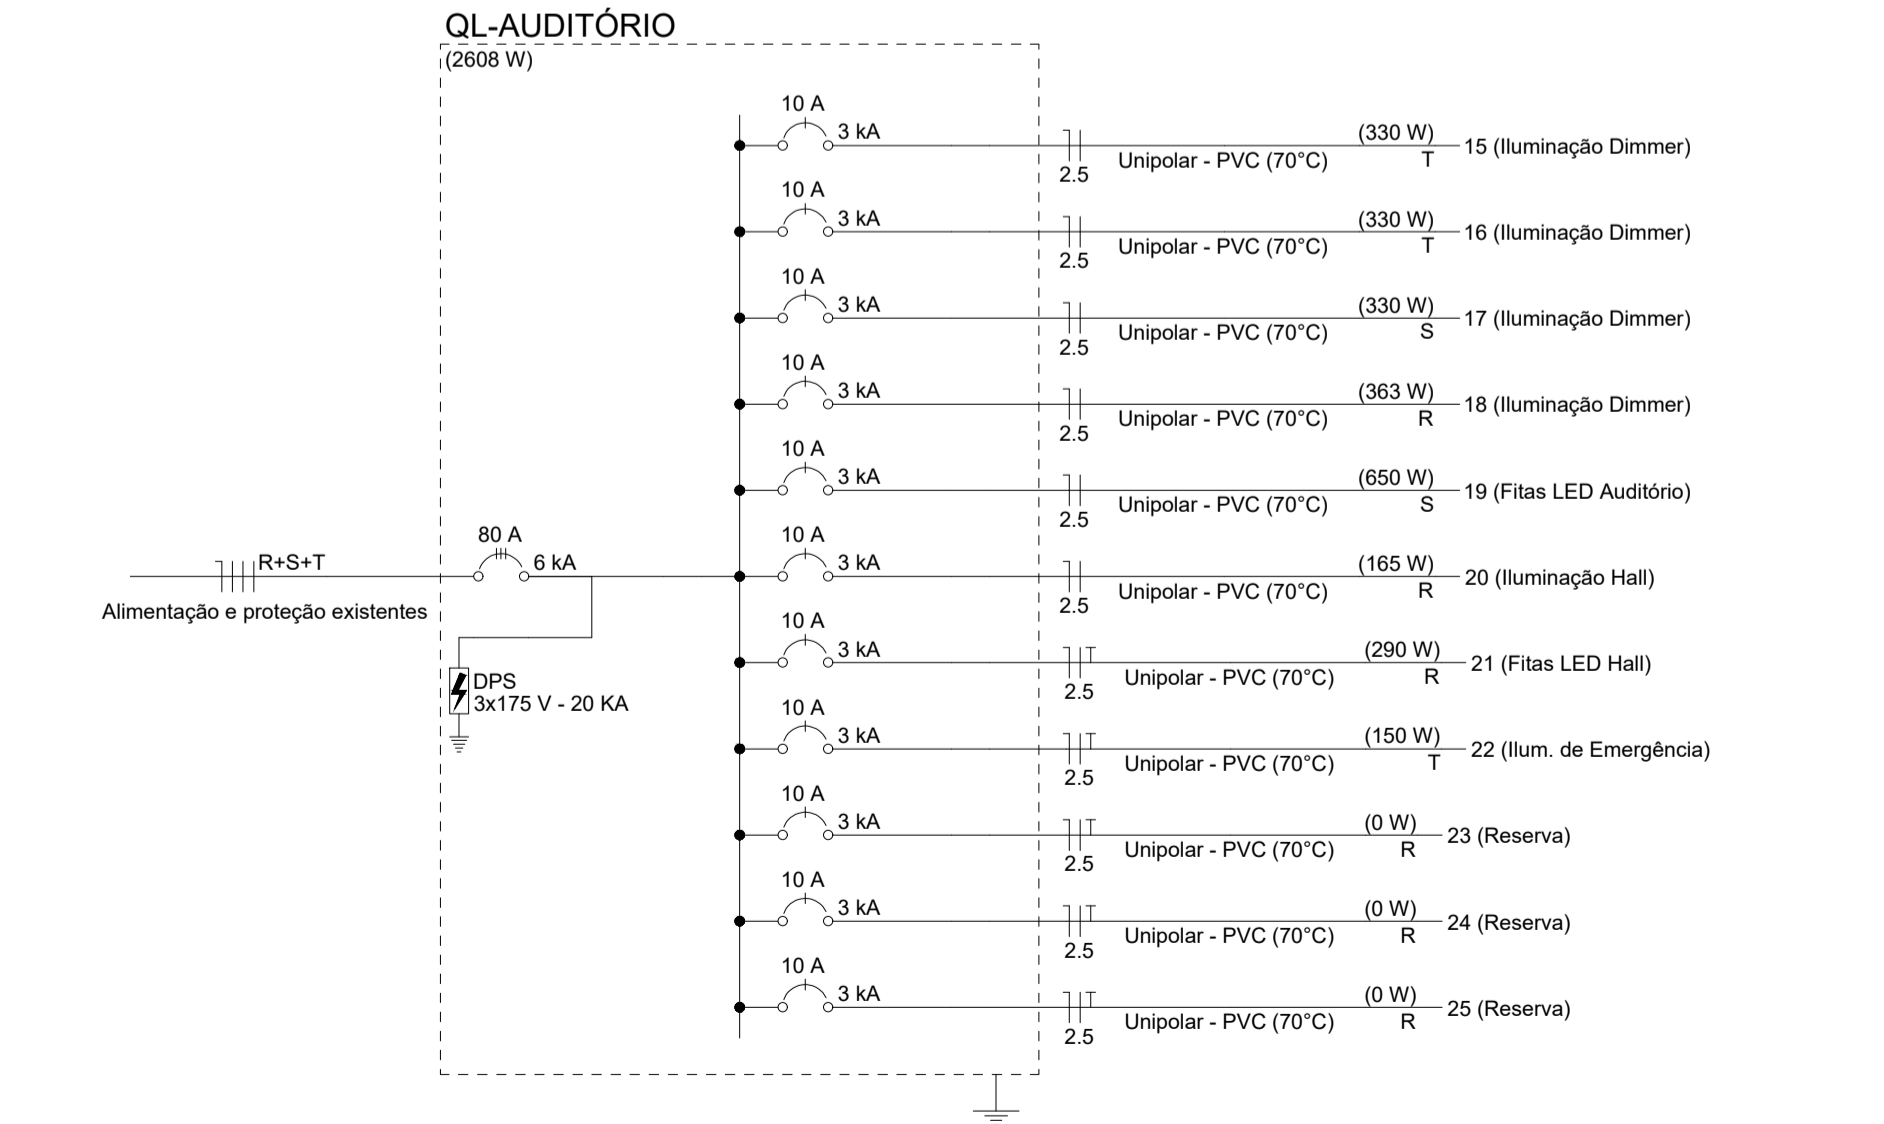 QL-AUDITÓRIO
(2608 W)
10 A
3 kA
2.5
Unipolar - PVC (70°C)
(330 W)
T
15 (Iluminação Dimmer)
10 A
3 kA
2.5
Unipolar - PVC (70°C)
(330 W)
T
16 (Iluminação Dimmer)
10 A
3 kA
2.5
Unipolar - PVC (70°C)
(330 W)
S
17 (Iluminação Dimmer)
10 A
3 kA
2.5
Unipolar - PVC (70°C)
(363 W)
R
18 (Iluminação Dimmer)
10 A
3 kA
2.5
Unipolar - PVC (70°C)
(650 W)
S
19 (Fitas LED Auditório)
R+S+T
Alimentação e proteção existentes
80 A
6 kA
10 A
3 kA
2.5
Unipolar - PVC (70°C)
(165 W)
R
20 (Iluminação Hall)
DPS
3x175 V - 20 KA
10 A
3 kA
2.5
Unipolar - PVC (70°C)
(290 W)
R
21 (Fitas LED Hall)
10 A
3 kA
2.5
Unipolar - PVC (70°C)
(150 W)
T
22 (Ilum. de Emergência)
10 A
3 kA
2.5
Unipolar - PVC (70°C)
(0 W)
R
23 (Reserva)
10 A
3 kA
2.5
Unipolar - PVC (70°C)
(0 W)
R
24 (Reserva)
10 A
3 kA
2.5
Unipolar - PVC (70°C)
(0 W)
R
25 (Reserva)